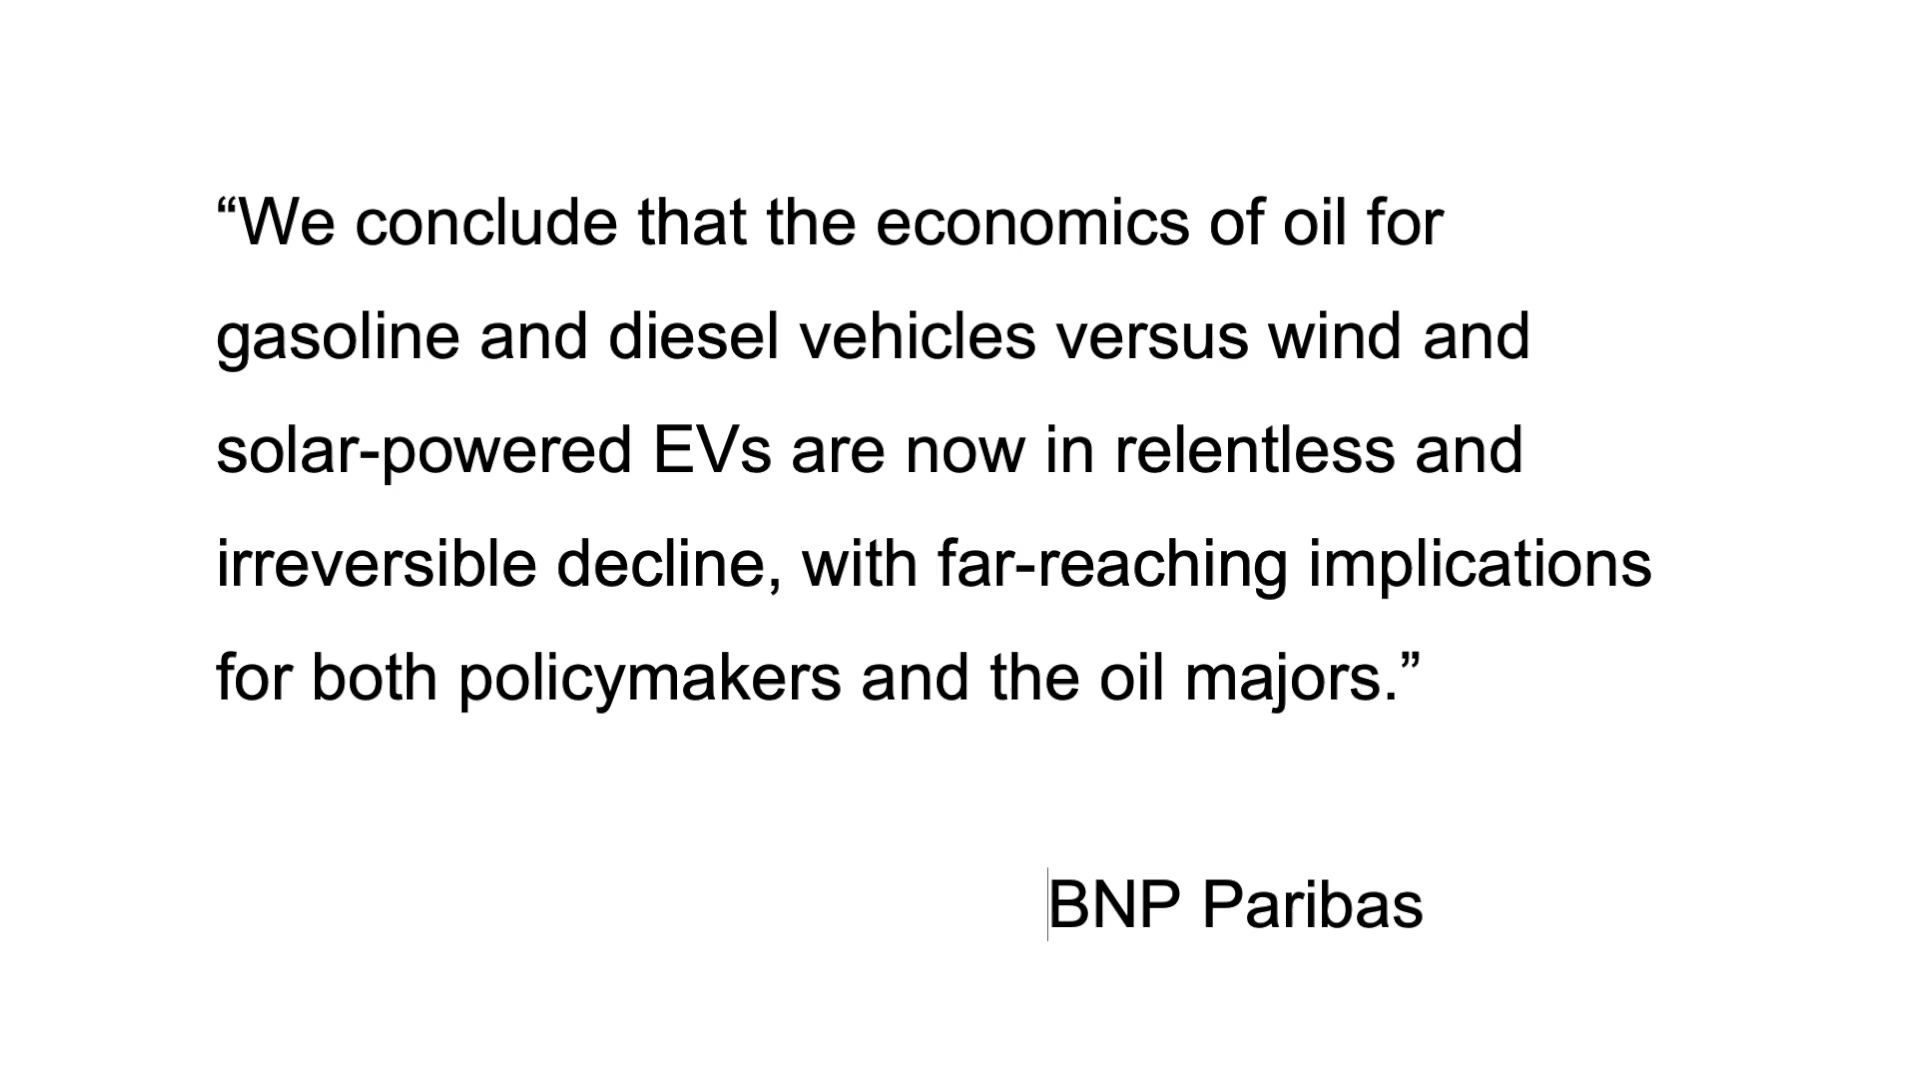 “We conclude that the economics of oil for
gasoline and diesel vehicles versus wind and
solar-powered EVs are now in relentless and
irreversible decline, with far-reaching implications
for both policymakers and the oil majors.”
BNP Paribas